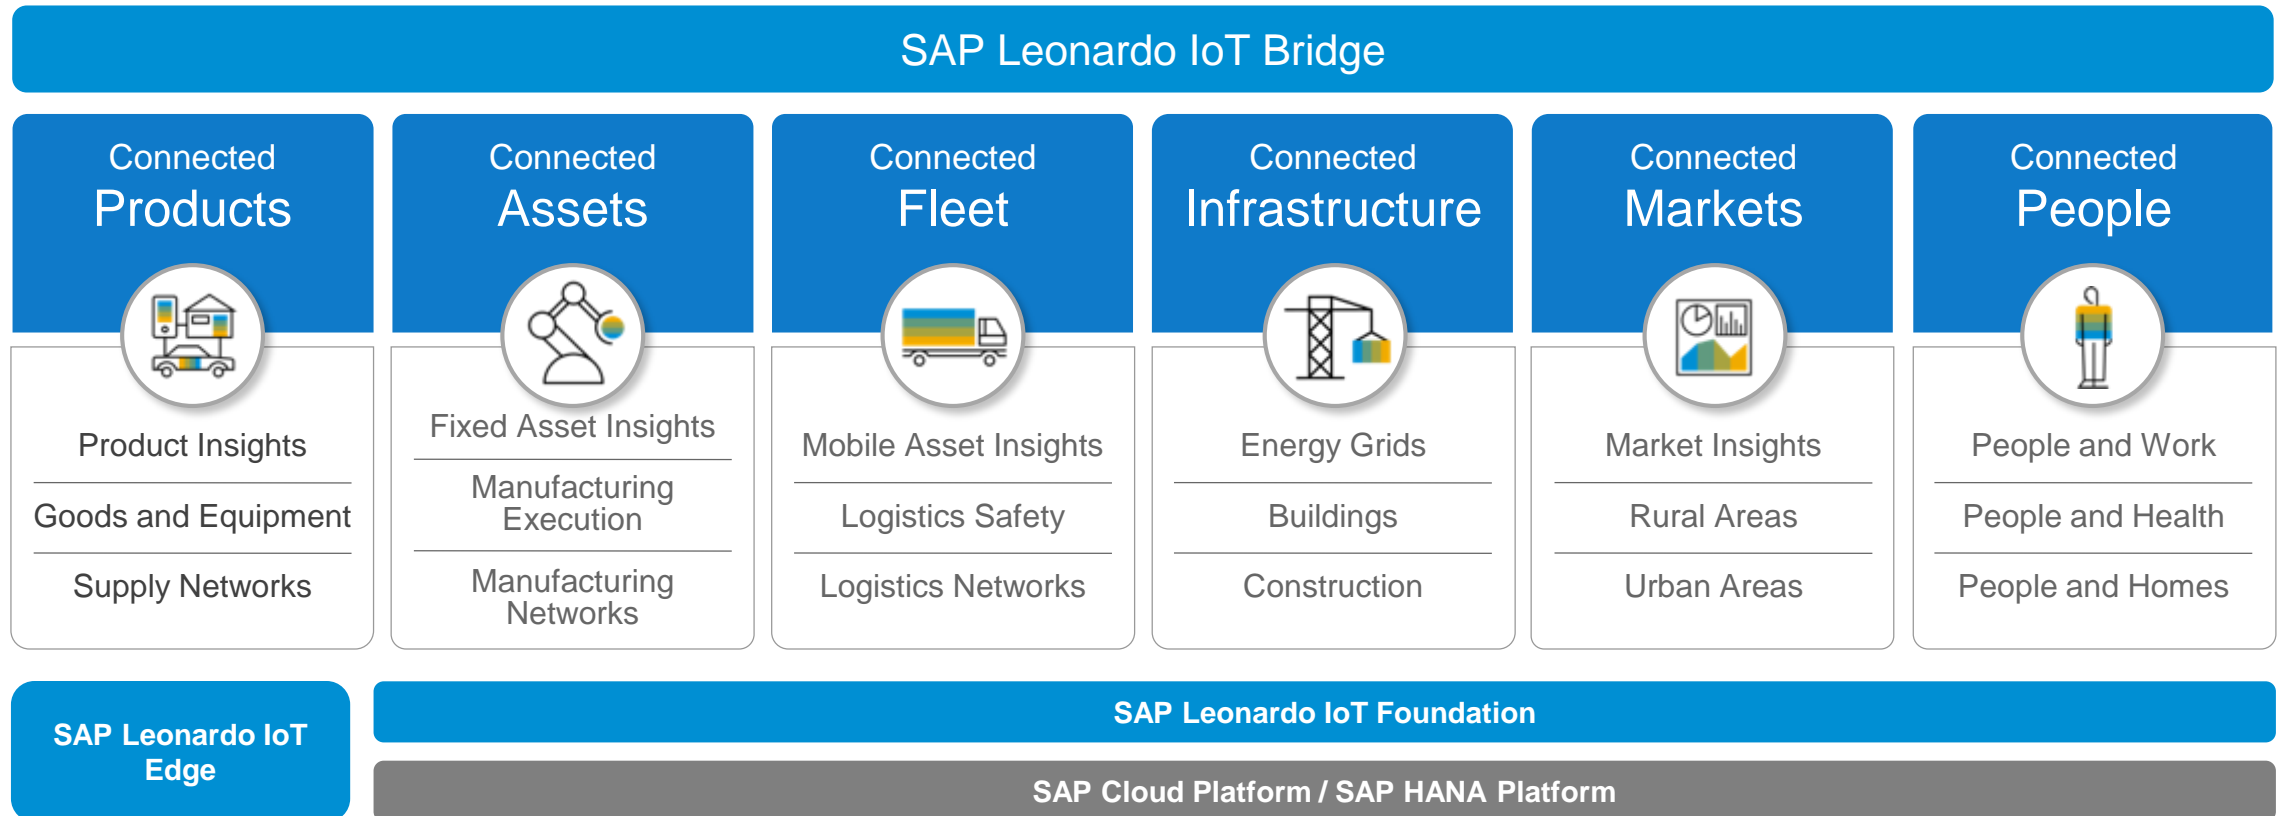 SAP Leonardo IoT Bridge
Connected
Products
Product Insights
Goods and Equipment
Supply Networks
Connected
Assets
Fixed Asset Insights
Manufacturing
Execution
Manufacturing
Networks
Connected
Fleet
Mobile Asset Insights
Logistics Safety
Logistics Networks
Connected
Infrastructure
Energy Grids
Buildings
Construction
Connected
Markets
Market Insights
Rural Areas
Urban Areas
Connected
People
People and Work
People and Health
People and Homes
SAP Leonardo IoT
Edge
SAP Leonardo IoT Foundation
SAP Cloud Platform / SAP HANA Platform